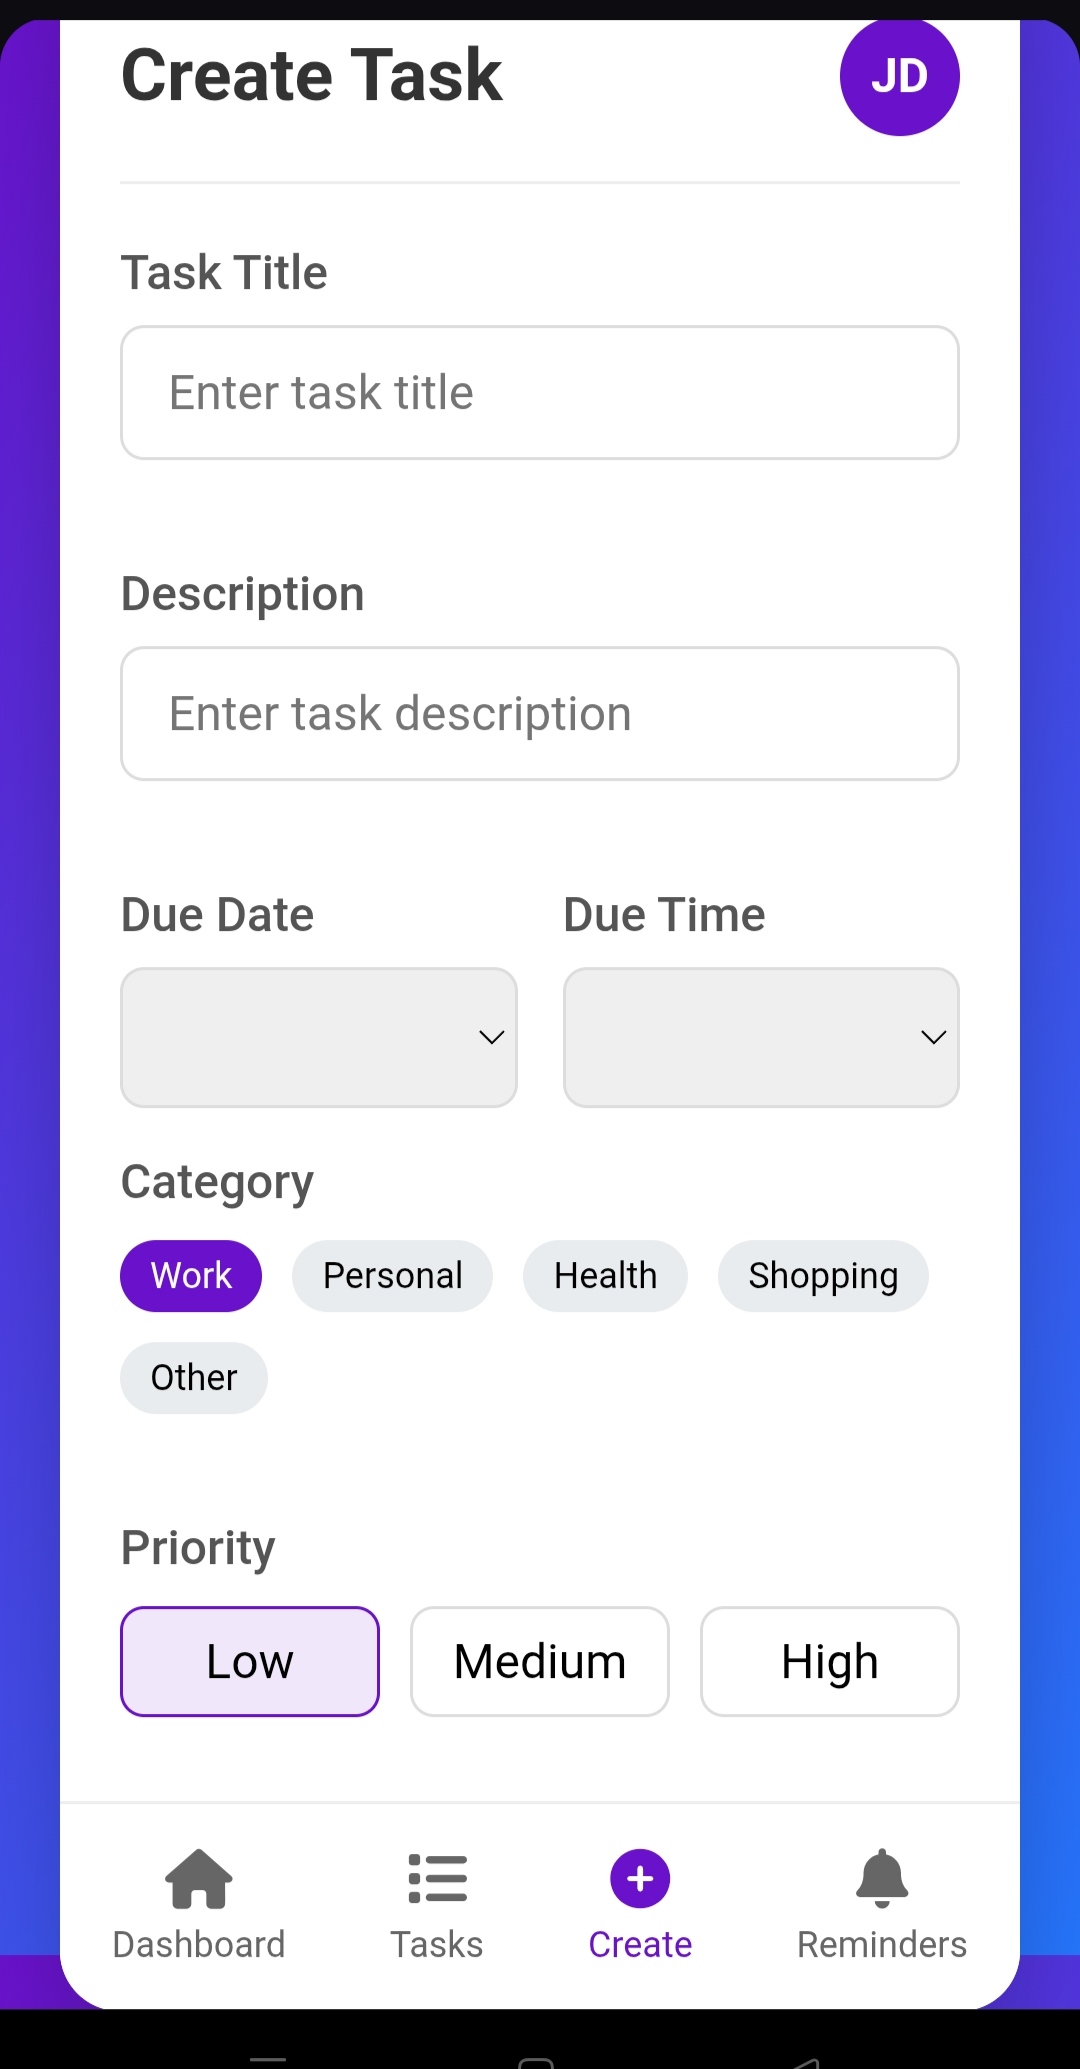 Create Task
JD
Task Title
Enter task title
Description
Enter task description
Due Date Due Time
Category
Work Personal Health Shopping
Other
Priority
Low Medium High
Dashboard Tasks Create Reminders